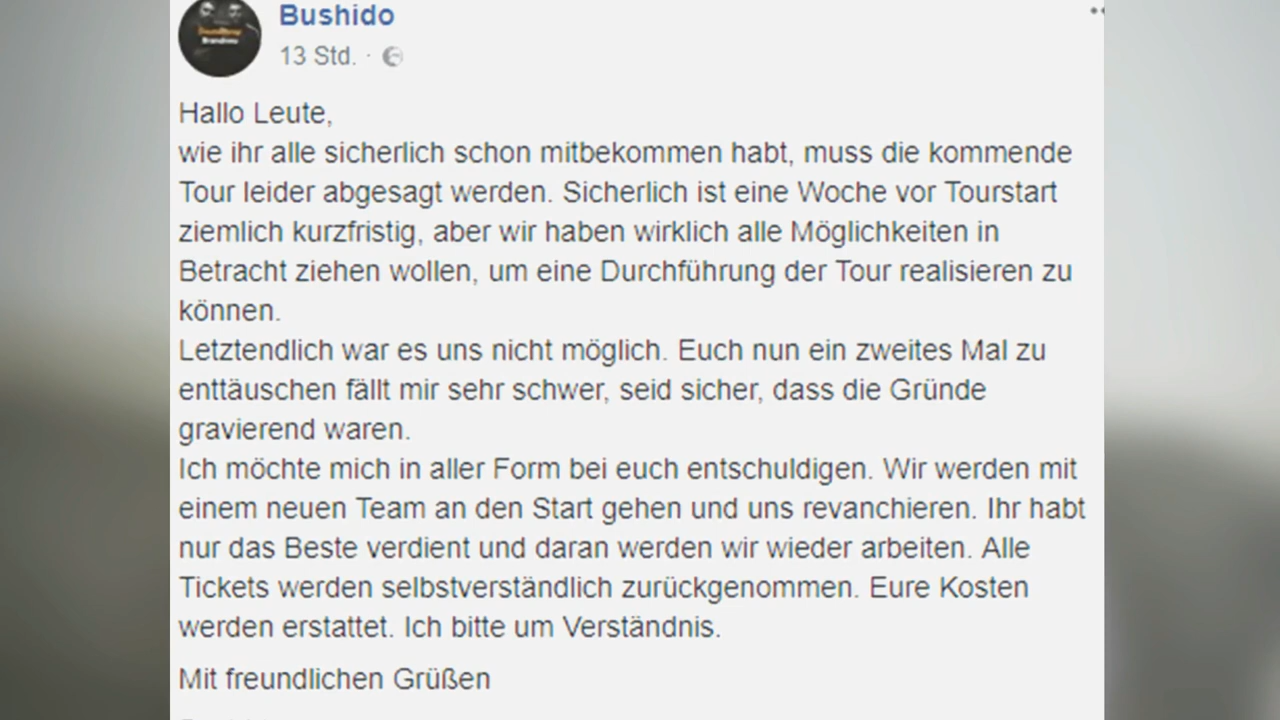 Bushido
13 Std. ·
Hallo Leute,
wie ihr alle sicherlich schon mitbekommen habt, muss die kommende
Tour leider abgesagt werden. Sicherlich ist eine Woche vor Tourstart
ziemlich kurzfristig, aber wir haben wirklich alle Möglichkeiten in
Betracht ziehen wollen, um eine Durchführung der Tour realisieren zu
können.
Letztendlich war es uns nicht möglich. Euch nun ein zweites Mal zu
enttäuschen fällt mir sehr schwer, seid sicher, dass die Gründe
gravierend waren.
Ich möchte mich in aller Form bei euch entschuldigen. Wir werden mit
einem neuen Team an den Start gehen und uns revanchieren. Ihr habt
nur das Beste verdient und daran werden wir wieder arbeiten. Alle
Tickets werden selbstverständlich zurückgenommen. Eure Kosten
werden erstattet. Ich bitte um Verständnis.
Mit freundlichen Grüßen